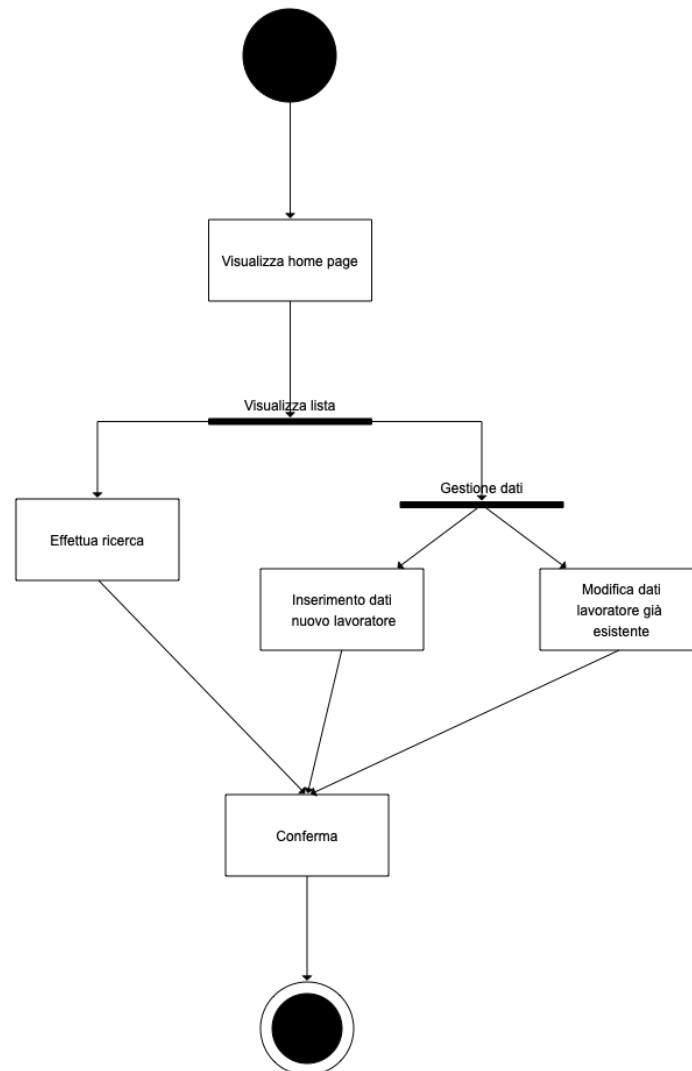 Visualizza home page
Visualizza lista
Gestione dati
Effettua ricerca
Inserimento dati
nuovo lavoratore
Modifica dati
lavoratore già
esistente
Conferma